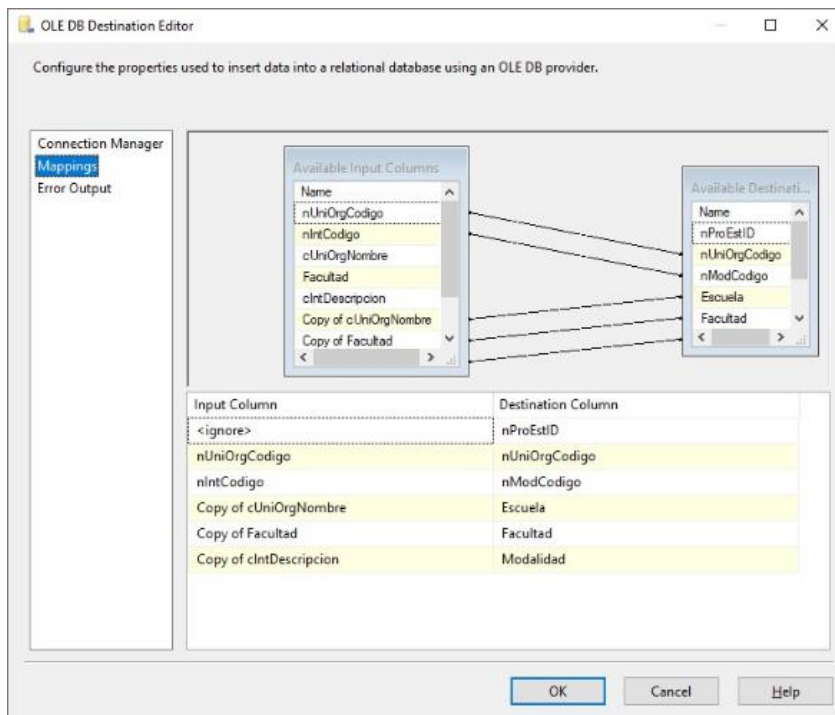 OLE DB Destination Editor
Configure the properties used to insert data into a relational database using an OLE DB provider.
Connection Manager
Mappings
Error Output
Available Input Columns
Name
nUniOrgCodigo
nIntCodigo
cUniOrgNombre
Facultad
cIntDescripcion
Copy of cUniOrgNombre
Copy of Facultad
Available Destinati...
Name
nProEstID
nUniOrgCodigo
nModCodigo
Escuela
Facultad
Input Column Destination Column
<ignore> nProEstID
nUniOrgCodigo nUniOrgCodigo
nIntCodigo nModCodigo
Copy of cUniOrgNombre Escuela
Copy of Facultad Facultad
Copy of cIntDescripcion Modalidad
OK Cancel Help